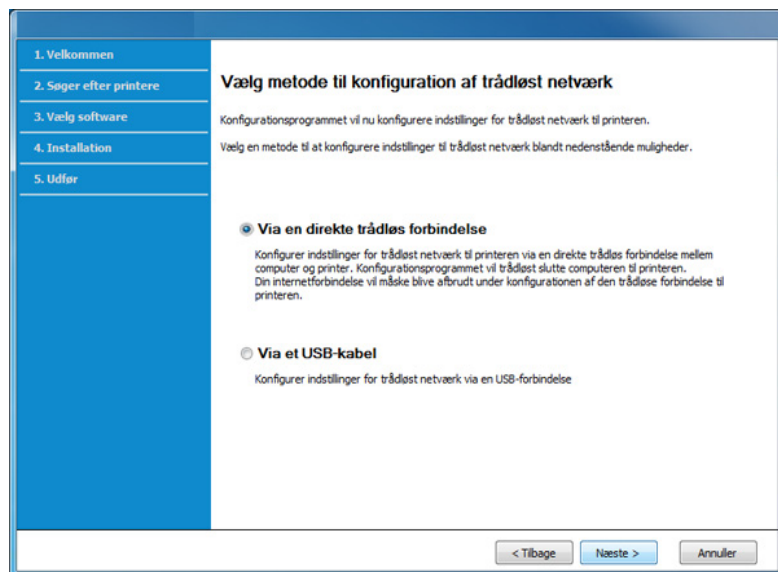 1. Velkommen
2. Søger efter printere
3. Vælg software
4. Installation
5. Udfør
Vælg metode til konfiguration af trådløst netværk
Konfigurationsprogrammet vil nu konfigurere indstillinger for trådløst netværk til printeren.
Vælg en metode til at konfigurere indstillinger til trådløst netværk blandt nedenstående muligheder.
Via en direkte trådløs forbindelse
Konfigurer indstillinger for trådløst netværk til printeren via en direkte trådløs forbindelse mellem
computer og printer. Konfigurationsprogrammet vil trådløst slutte computeren til printeren.
Din internetforbindelse vil måske blive afbrudt under konfigurationen af den trådløse forbindelse til
printeren.
Via et USB-kabel
Konfigurer indstillinger for trådløst netværk via en USB-forbindelse
< Tilbage
Næste >
Annuller